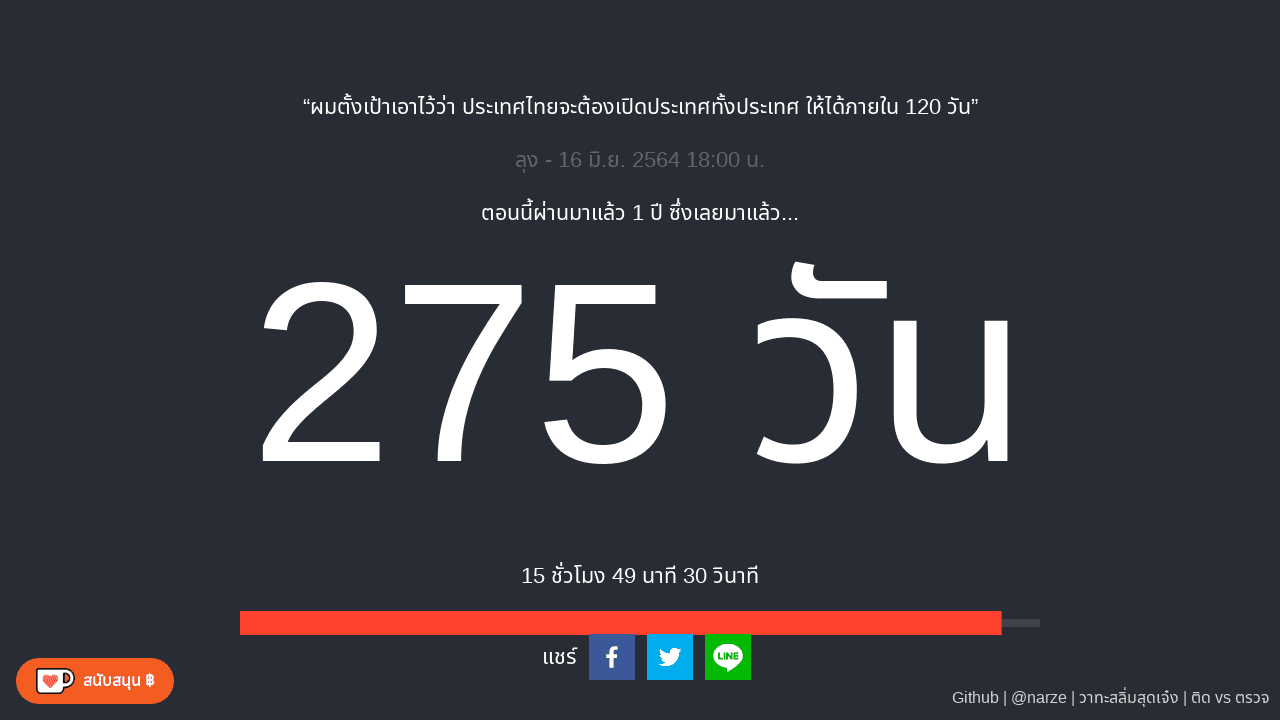 “ผมตั้งเป้าเอาไว้ว่า ประเทศไทยจะต้องเปิดประเทศทั้งประเทศ ให้ได้ภายใน 120 วัน”
ลุง - 16 มิ.ย. 2564 18:00 น.
ตอนนี้ผ่านมาแล้ว 1 ปี ซึ่งเลยมาแล้ว...
275 วัน
15 ชั่วโมง 49 นาที 30 วินาที
แชร์
LINE
สนับสนุน ฿
Github | @narze | วาทะสลิ่มสุดเจ๋ง | ติด vs ตรวจ